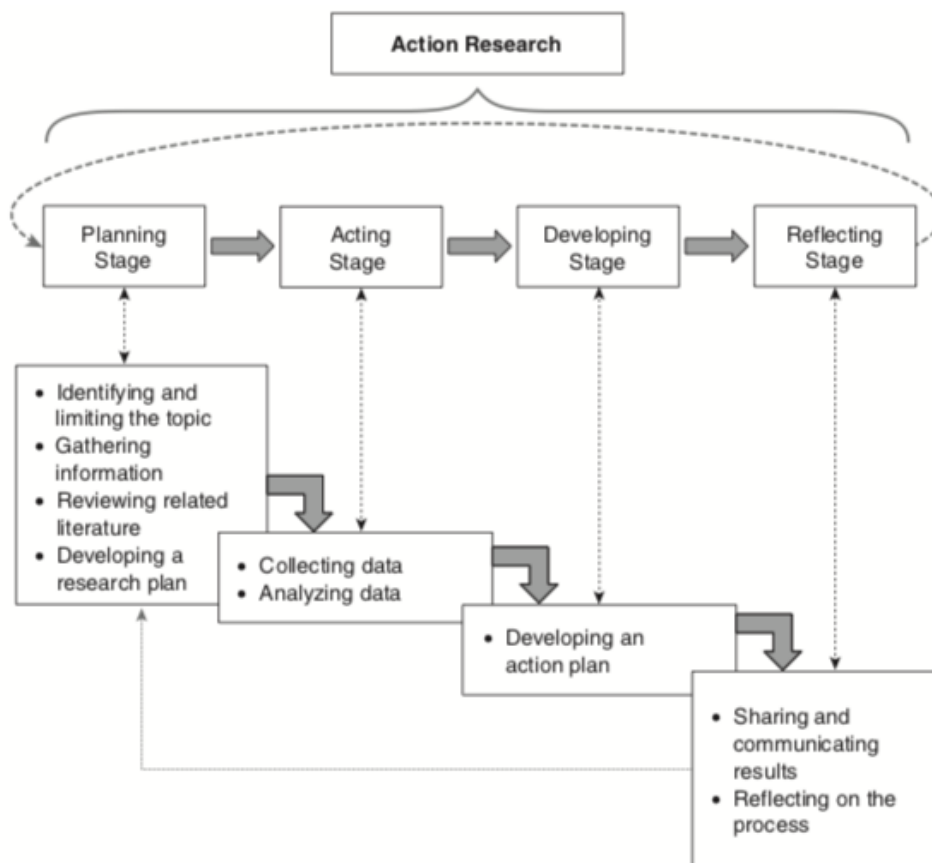 Action Research
Planning
Stage
Acting
Stage
Developing
Stage
Reflecting
Stage
• Identifying and
limiting the topic
• Gathering
information
• Reviewing related
literature
• Developing a
research plan
• Collecting data
• Analyzing data
• Developing an
action plan
• Sharing and
communicating
results
• Reflecting on the
process